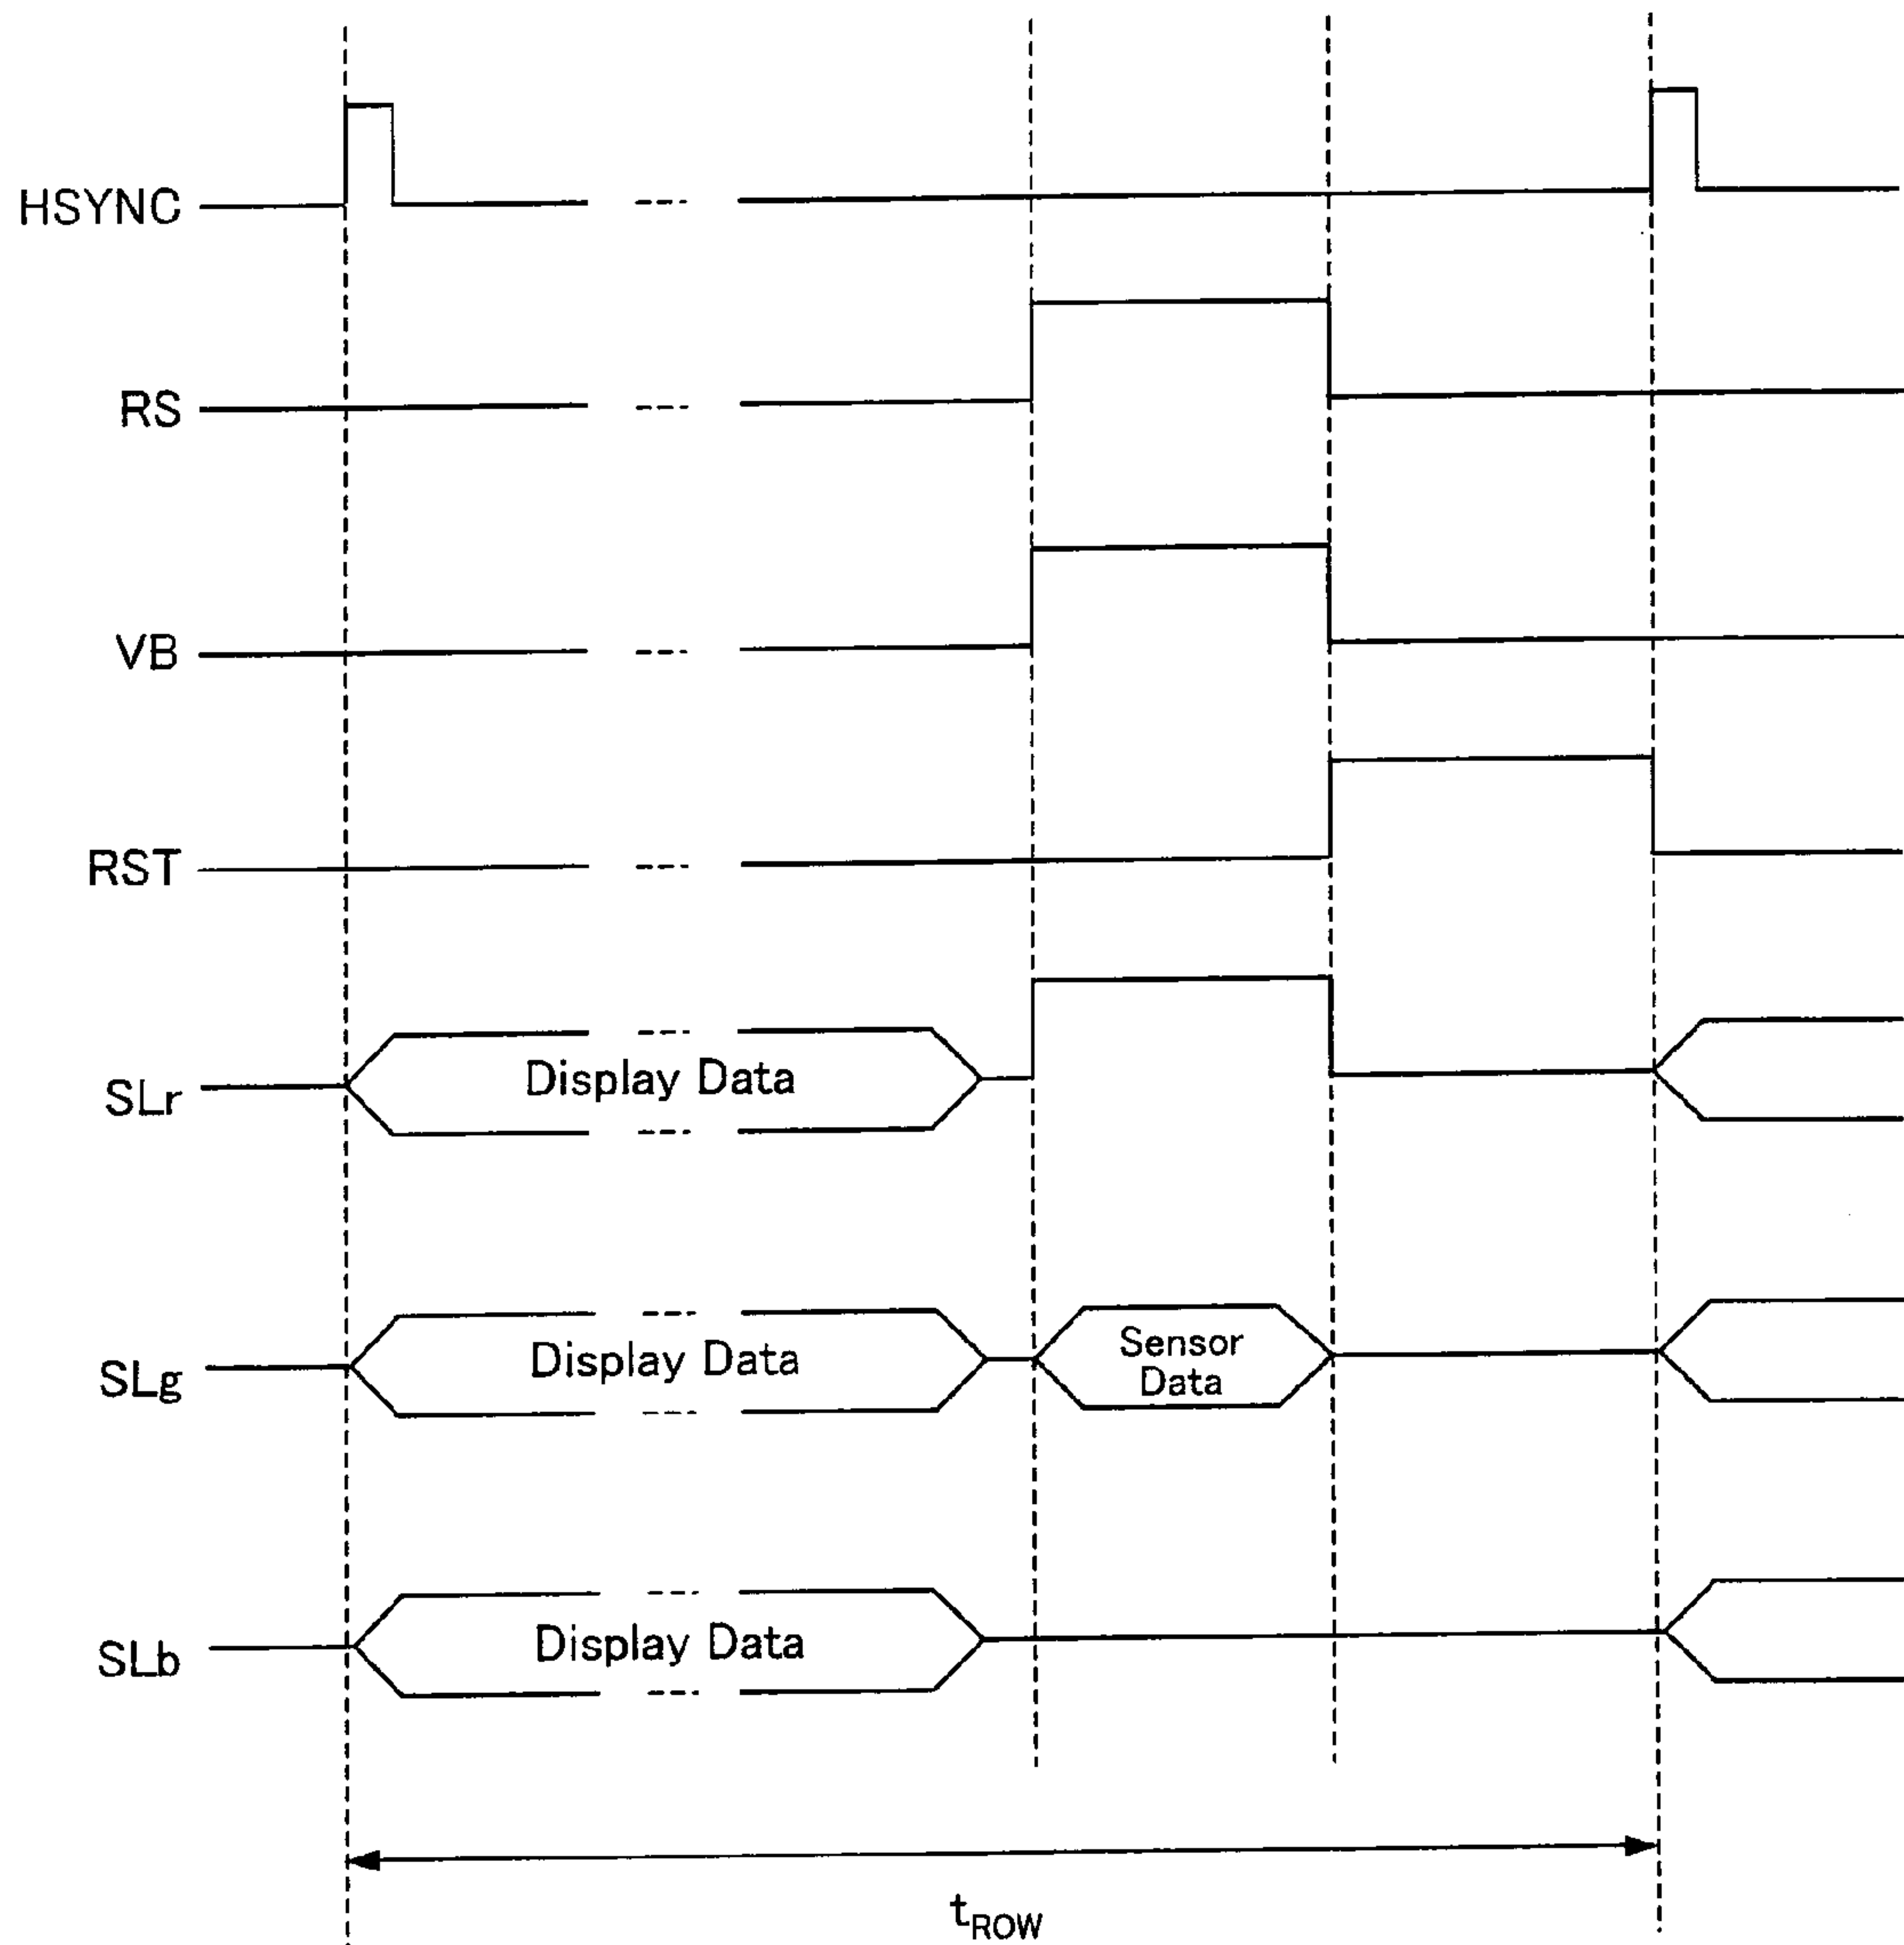 HSYNC
RS
VB
RST
SLr
Display Data
SLg
Display Data
Sensor
Data
SLb
Display Data
tROW